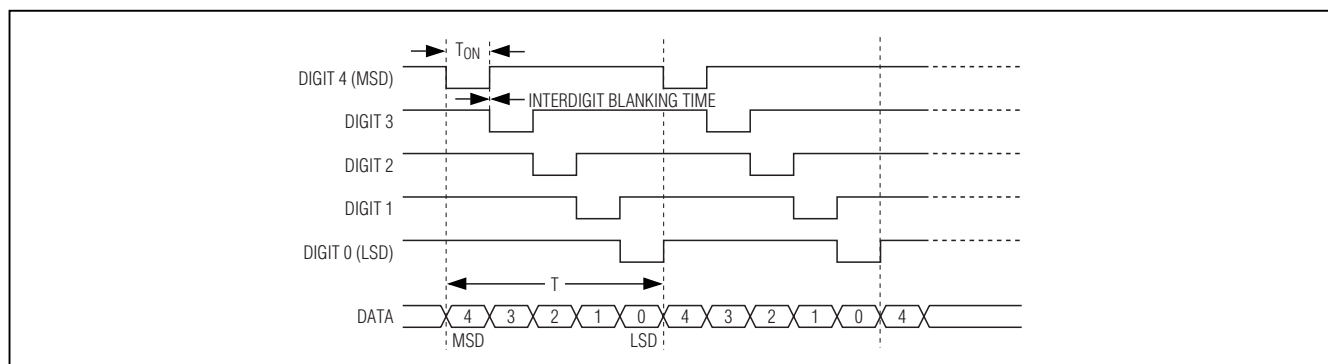 TON
DIGIT 4 (MSD)
INTERDIGIT BLANKING TIME
DIGIT 3
DIGIT 2
DIGIT 1
DIGIT 0 (LSD)
T
DATA 4 3 2 1 0 4 3 2 1 0 4
MSD LSD